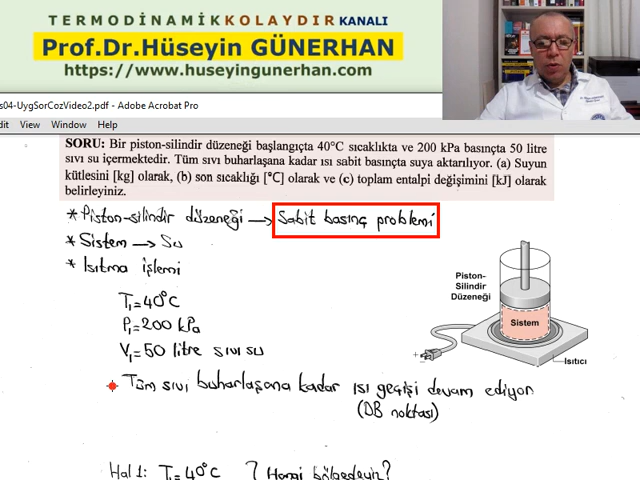 TERMODİNAMİKKOLAYDIR KANALI
Prof.Dr.Hüseyin GÜNERHAN
https://www.huseyingunerhan.com
s04-UygSorCozVideo2.pdf - Adobe Acrobat Pro
dit View Window Help
SORU: Bir piston-silindir düzeneği başlangıçta 40°C sıcaklıkta ve 200 kPa basınçta 50 litre
sıvı su içermektedir. Tüm sıvı buharlaşana kadar ısı sabit basınçta suya aktarılıyor. (a) Suyun
kütlesini [kg] olarak, (b) son sıcaklığı [°C] olarak ve (c) toplam entalpi değişimini [kJ] olarak
belirleyiniz.
* Piston-silindir düzeneği → Sabit basınç problemi
* Sistem → Su
* Isıtma işlemi
T₁=40°C
P₁=200 kPa
V₁=50 litre sıvı su
Piston-
Silindir
Düzeneği
Sistem
Isıtıcı
Tüm sıvı buharlaşana kadar ısı geçişi devam ediyor
(DB noktası)
Hal 1: T₁=40°C ? Hangi bölgedeyiz?